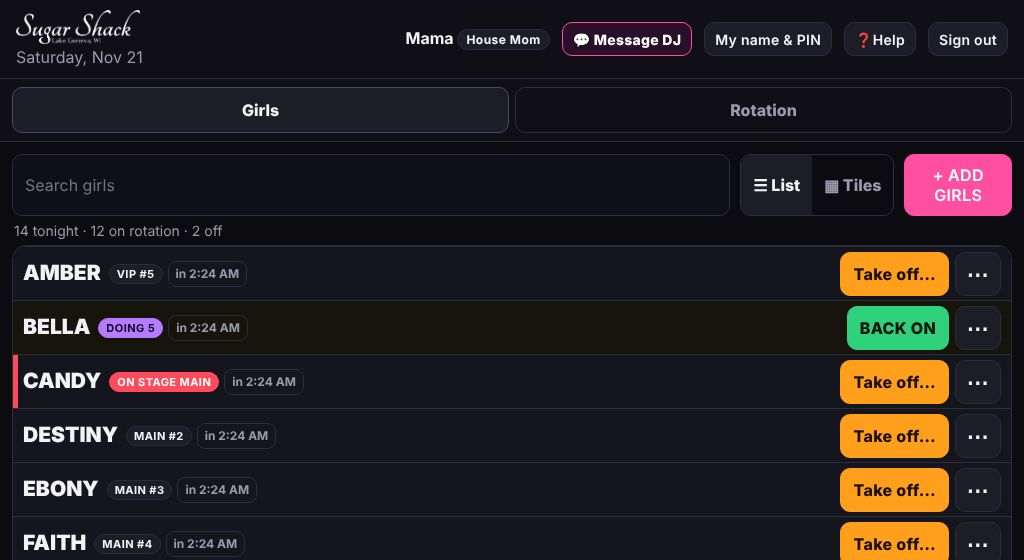 Sugar Shack
Lake Geneva, WI
Saturday, Nov 21
Mama House Mom 💬 Message DJ My name & PIN ❓Help Sign out
Girls Rotation
Search girls ☰ List ▦ Tiles + ADD GIRLS
14 tonight · 12 on rotation · 2 off
AMBER VIP #5 in 2:24 AM Take off... ...
BELLA DOING 5 in 2:24 AM BACK ON ...
CANDY ON STAGE MAIN in 2:24 AM Take off... ...
DESTINY MAIN #2 in 2:24 AM Take off... ...
EBONY MAIN #3 in 2:24 AM Take off... ...
FAITH MAIN #4 in 2:24 AM Take off... ...